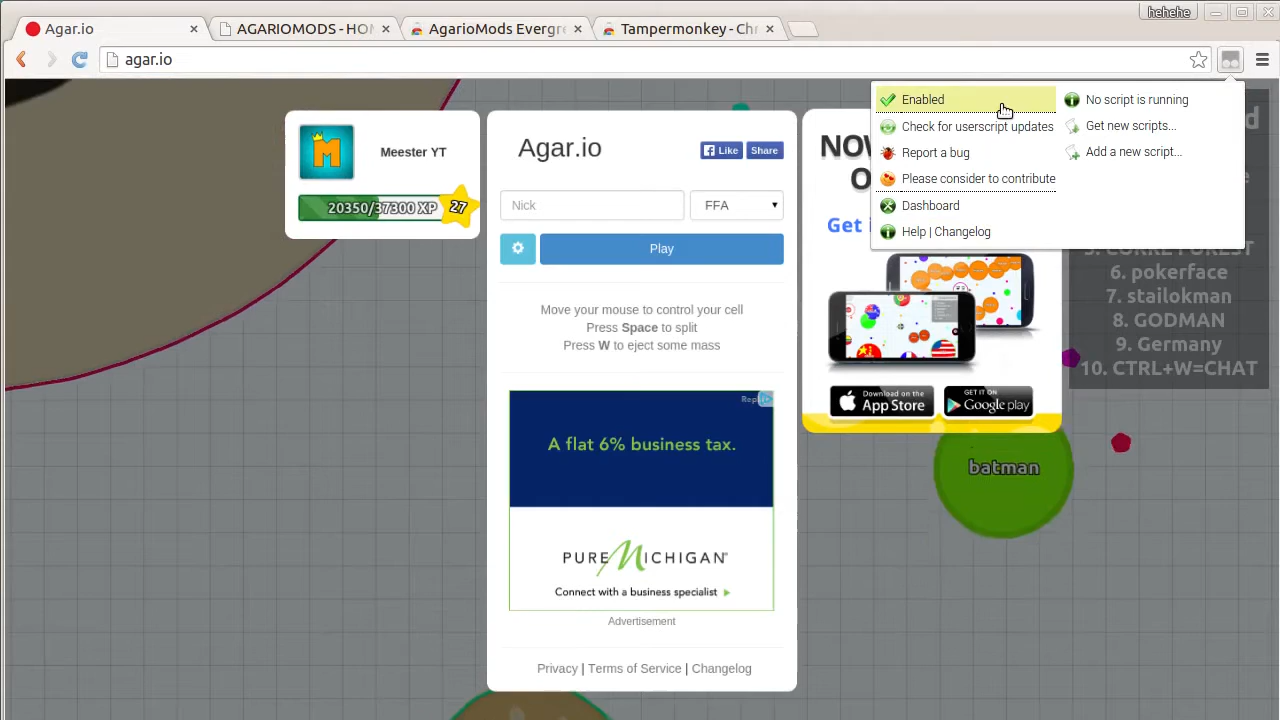 hehehe
Agar.io
AGARIOMODS - HO
AgarioMods Evergre
Tampermonkey - Chr
agar.io
Enabled
Check for userscript updates
Report a bug
Please consider to contribute
Dashboard
Help | Changelog
No script is running
Get new scripts...
Add a new script...
Meester YT
20350/37300 XP
27
Agar.io
Like
Share
Nick
FFA
Play
Move your mouse to control your cell
Press Space to split
Press W to eject some mass
A flat 6% business tax.
PURE MICHIGAN
Connect with a business specialist
Advertisement
Privacy | Terms of Service | Changelog
Download on the
App Store
GET IT ON
Google play
6. pokerface
7. stailokman
8. GODMAN
9. Germany
10. CTRL+W=CHAT
batman